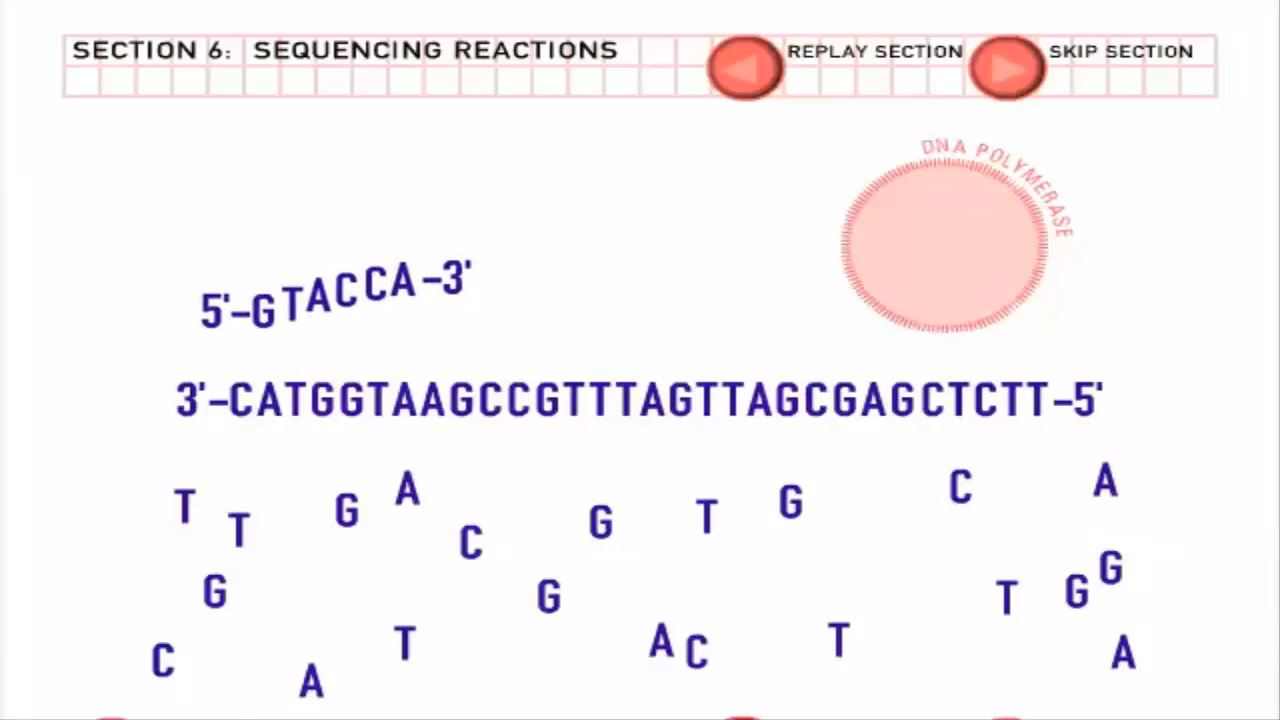 SECTION 6: SEQUENCING REACTIONS
REPLAY SECTION
SKIP SECTION
DNA POLYMERASE
5'-GTACCA-3'
3'-CATGGTAAGCCGTTTAGTTAGCGAGCTCTT-5'
T T G A C G T G C A
G G T G G
C A T A C T A